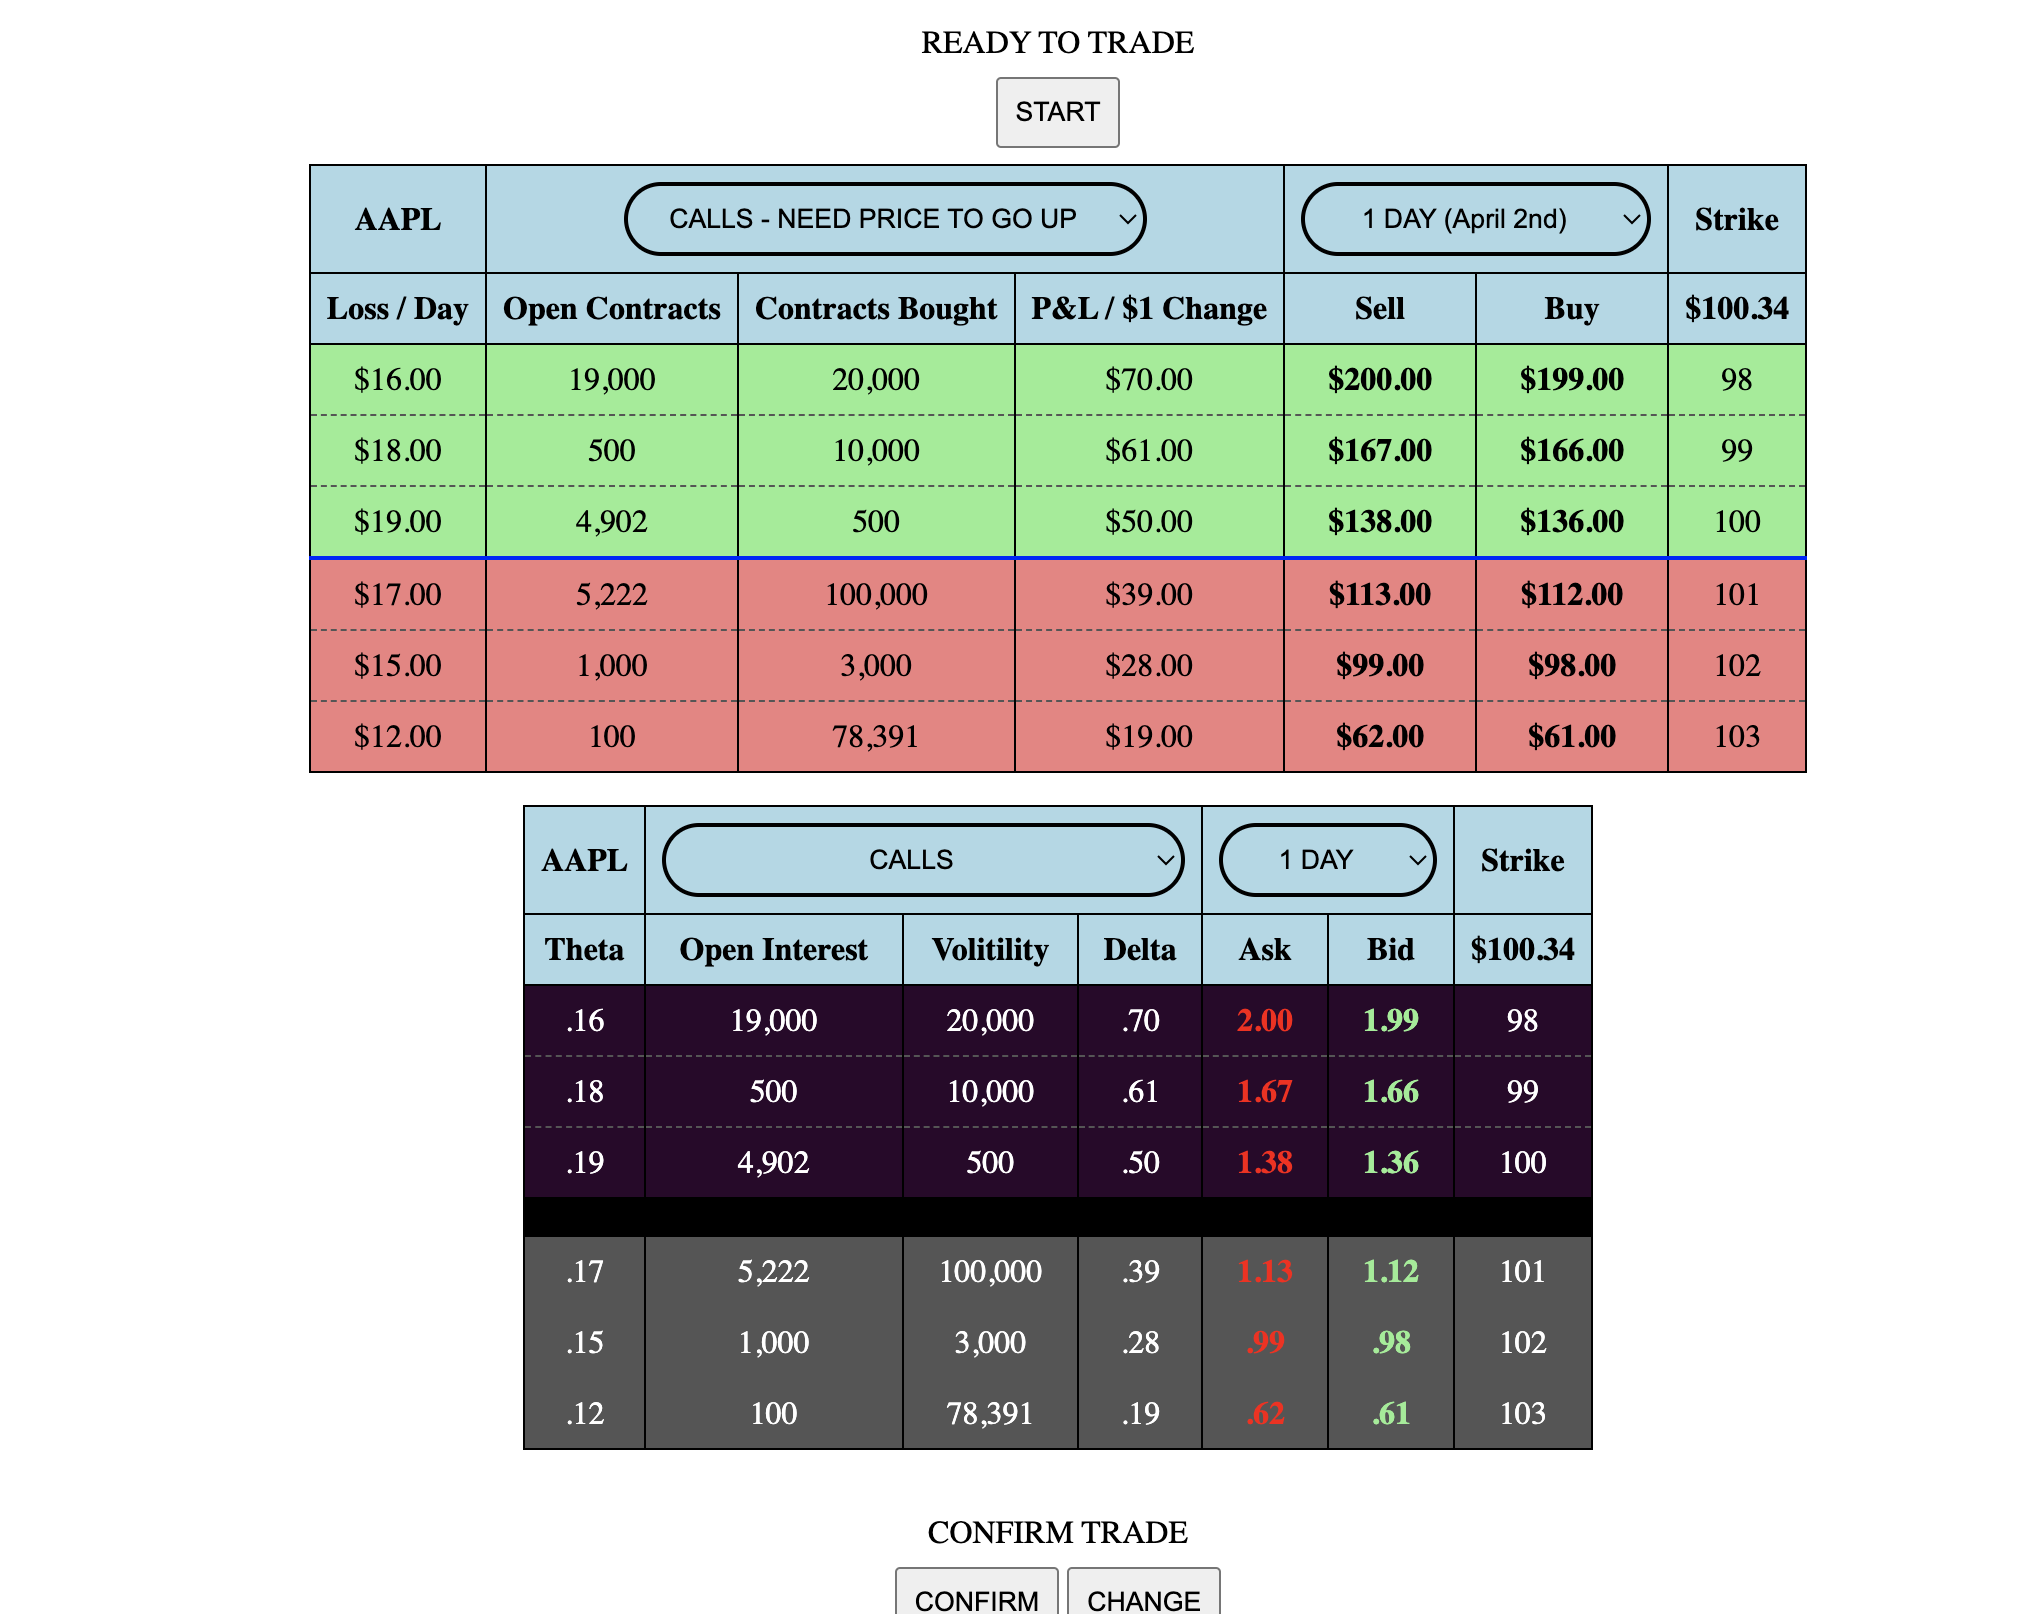 READY TO TRADE
START
AAPL CALLS - NEED PRICE TO GO UP 1 DAY (April 2nd) Strike
Loss / Day Open Contracts Contracts Bought P&L / $1 Change Sell Buy $100.34
$16.00 19,000 20,000 $70.00 $200.00 $199.00 98
$18.00 500 10,000 $61.00 $167.00 $166.00 99
$19.00 4,902 500 $50.00 $138.00 $136.00 100
$17.00 5,222 100,000 $39.00 $113.00 $112.00 101
$15.00 1,000 3,000 $28.00 $99.00 $98.00 102
$12.00 100 78,391 $19.00 $62.00 $61.00 103
AAPL CALLS 1 DAY Strike
Theta Open Interest Volitility Delta Ask Bid $100.34
.16 19,000 20,000 .70 2.00 1.99 98
.18 500 10,000 .61 1.67 1.66 99
.19 4,902 500 .50 1.38 1.36 100
.17 5,222 100,000 .39 1.13 1.12 101
.15 1,000 3,000 .28 .99 .98 102
.12 100 78,391 .19 .62 .61 103
CONFIRM TRADE
CONFIRM CHANGE